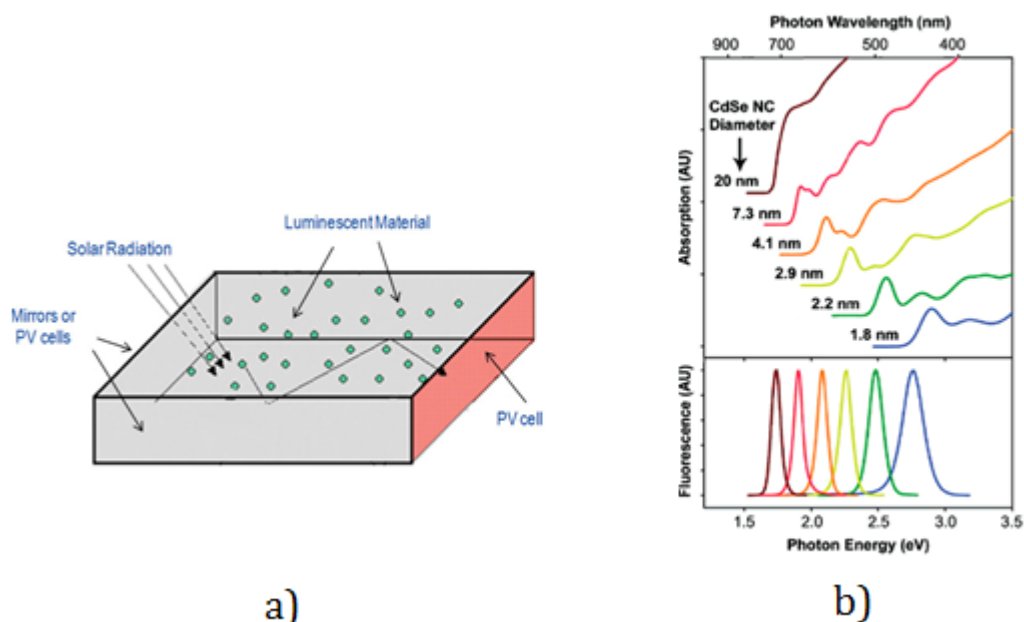 Solar Radiation
Luminescent Material
Mirrors or
PV cells
PV cell
a)
Photon Wavelength (nm)
900 700 500 400
CdSe NC
Diameter
20 nm
7.3 nm
4.1 nm
2.9 nm
2.2 nm
1.8 nm
Absorption (AU)
Fluorescence (AU)
1.5 2.0 2.5 3.0 3.5
Photon Energy (eV)
b)